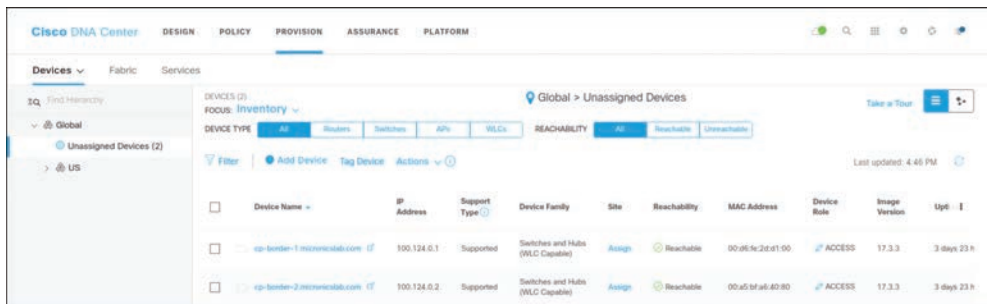 Cisco DNA Center DESIGN POLICY PROVISION ASSURANCE PLATFORM
Devices Fabric Services
Find Hierarchy
Global
Unassigned Devices (2)
US
DEVICES (2)
FOCUS: Inventory
Global > Unassigned Devices
Take a Tour
DEVICE TYPE All Routers Switches APs WLCs REACHABILITY All Reachable Unreachable
Filter Add Device Tag Device Actions Last updated: 4:46 PM
Device Name IP Address Support Type Device Family Site Reachability MAC Address Device Role Image Version Upti
cp-border-1.micronicslab.com 100.124.0.1 Supported Switches and Hubs (WLC Capable) Assign Reachable 00:d6:fe:2d:d1:00 ACCESS 17.3.3 3 days 23 h
cp-border-2.micronicslab.com 100.124.0.2 Supported Switches and Hubs (WLC Capable) Assign Reachable 00:a5:bf:a6:40:80 ACCESS 17.3.3 3 days 23 h